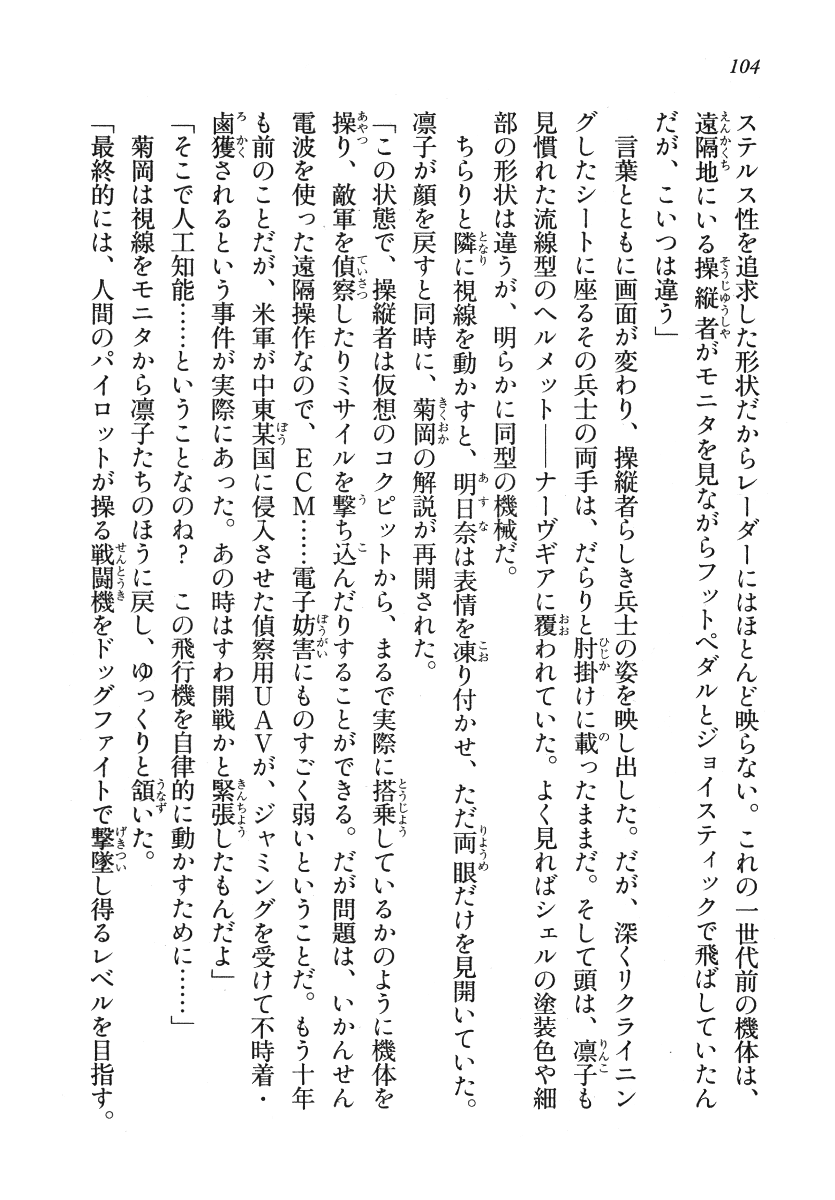 104
ステルス性を追求した形状だからレーダーにはほとんど映らない。これの一世代前の機体は、
遠隔地にいる操縦者がモニタを見ながらフットペダルとジョイスティックで飛ばしていたん
だが、こいつは違う」
　言葉とともに画面が変わり、操縦者らしき兵士の姿を映し出した。だが、深くリクライニン
グしたシートに座るその兵士の両手は、だらりと肘掛けに載ったままだ。そして頭は、凛子も
見慣れた流線型のヘルメット――ナーヴギアに覆われていた。よく見ればシェルの塗装色や細
部の形状は違うが、明らかに同型の機械だ。
　ちらりと隣に視線を動かすと、明日奈は表情を凍り付かせ、ただ両眼だけを見開いていた。
凛子が顔を戻すと同時に、菊岡の解説が再開された。
「この状態で、操縦者は仮想のコクピットから、まるで実際に搭乗しているかのように機体を
操り、敵軍を偵察したりミサイルを撃ち込んだりすることができる。だが問題は、いかんせん
電波を使った遠隔操作なので、ＥＣＭ……電子妨害にものすごく弱いということだ。もう十年
も前のことだが、米軍が中東某国に侵入させた偵察用ＵＡＶが、ジャミングを受けて不時着・
鹵獲されるという事件が実際にあった。あの時はすわ開戦かと緊張したもんだよ」
「そこで人工知能……ということなのね？　この飛行機を自律的に動かすために……」
　菊岡は視線をモニタから凛子たちのほうに戻し、ゆっくりと頷いた。
「最終的には、人間のパイロットが操る戦闘機をドッグファイトで撃墜し得るレベルを目指す。